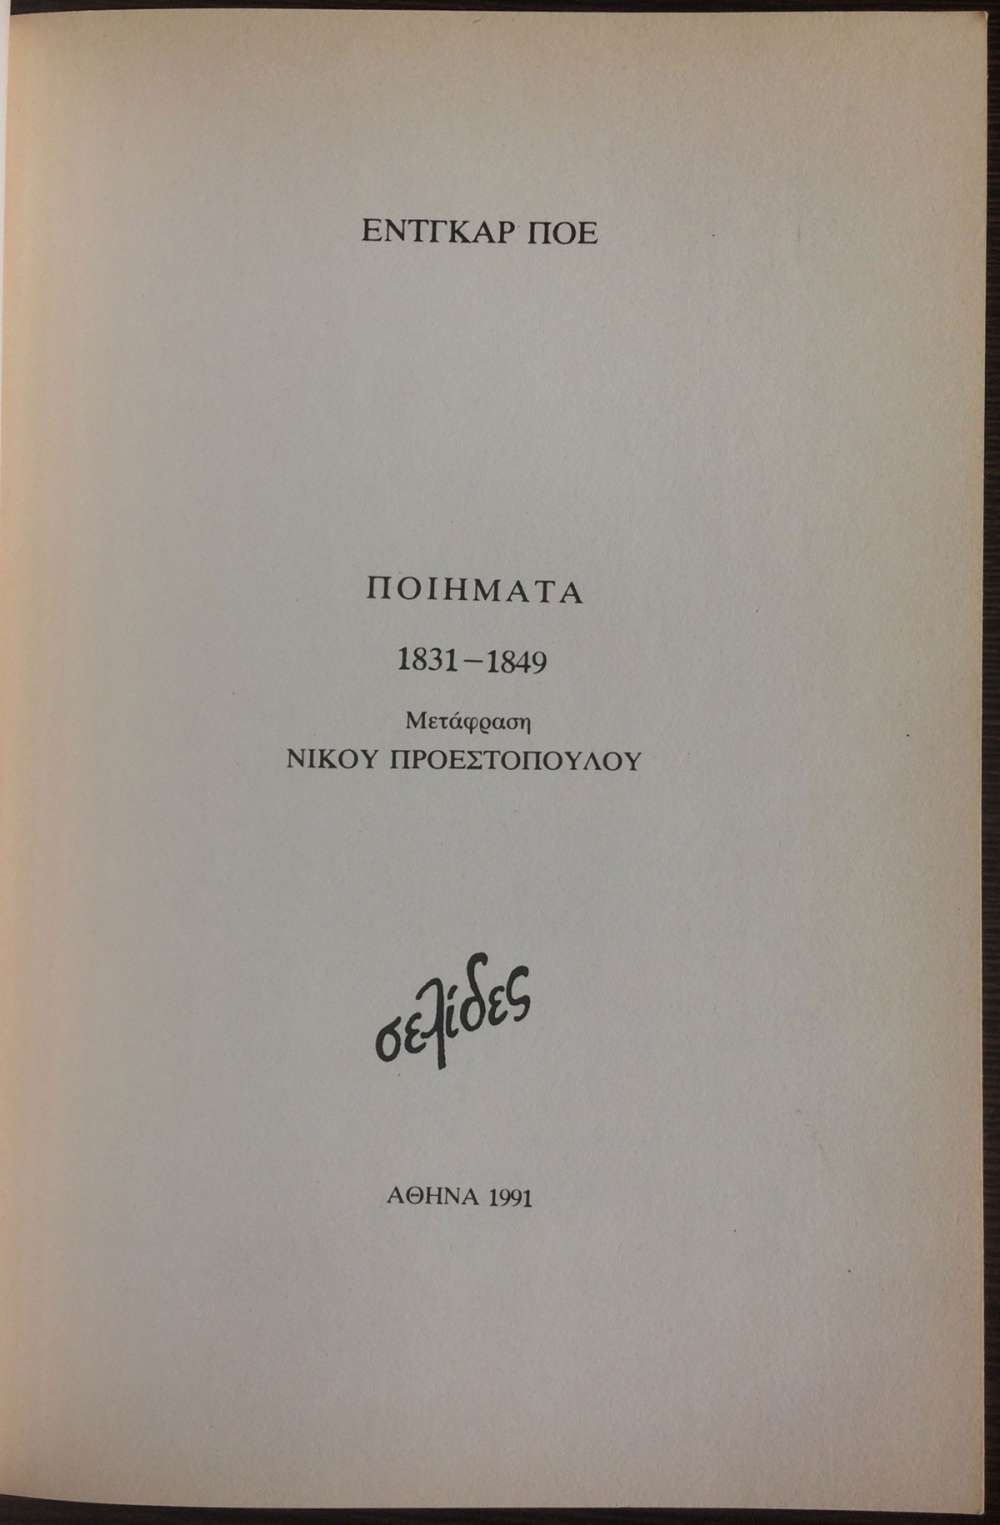 ΕΝΤΓΚΑΡ ΠΟΕ
ΠΟΙΗΜΑΤΑ
1831–1849
Μετάφραση
ΝΙΚΟΥ ΠΡΟΕΣΤΟΠΟΥΛΟΥ
σελίδες
ΑΘΗΝΑ 1991